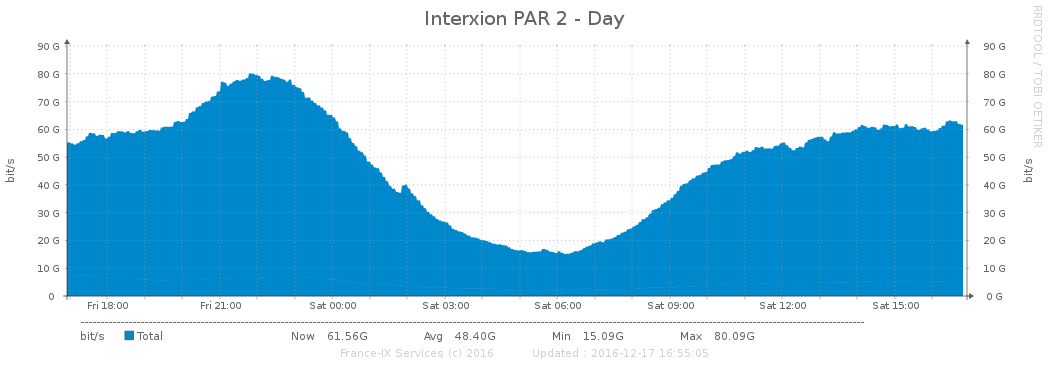 Interxion PAR 2 - Day
RRDTOOL / TOBI OETIKER
90 G 90 G
80 G 80 G
70 G 70 G
60 G 60 G
50 G 50 G
40 G 40 G
30 G 30 G
20 G 20 G
10 G 10 G
0 0 G
bit/s
bit/s
Fri 18:00 Fri 21:00 Sat 00:00 Sat 03:00 Sat 06:00 Sat 09:00 Sat 12:00 Sat 15:00
bit/s Total Now 61.56G Avg 48.40G Min 15.09G Max 80.09G
France-IX Services (c) 2016 Updated : 2016-12-17 16:55:05